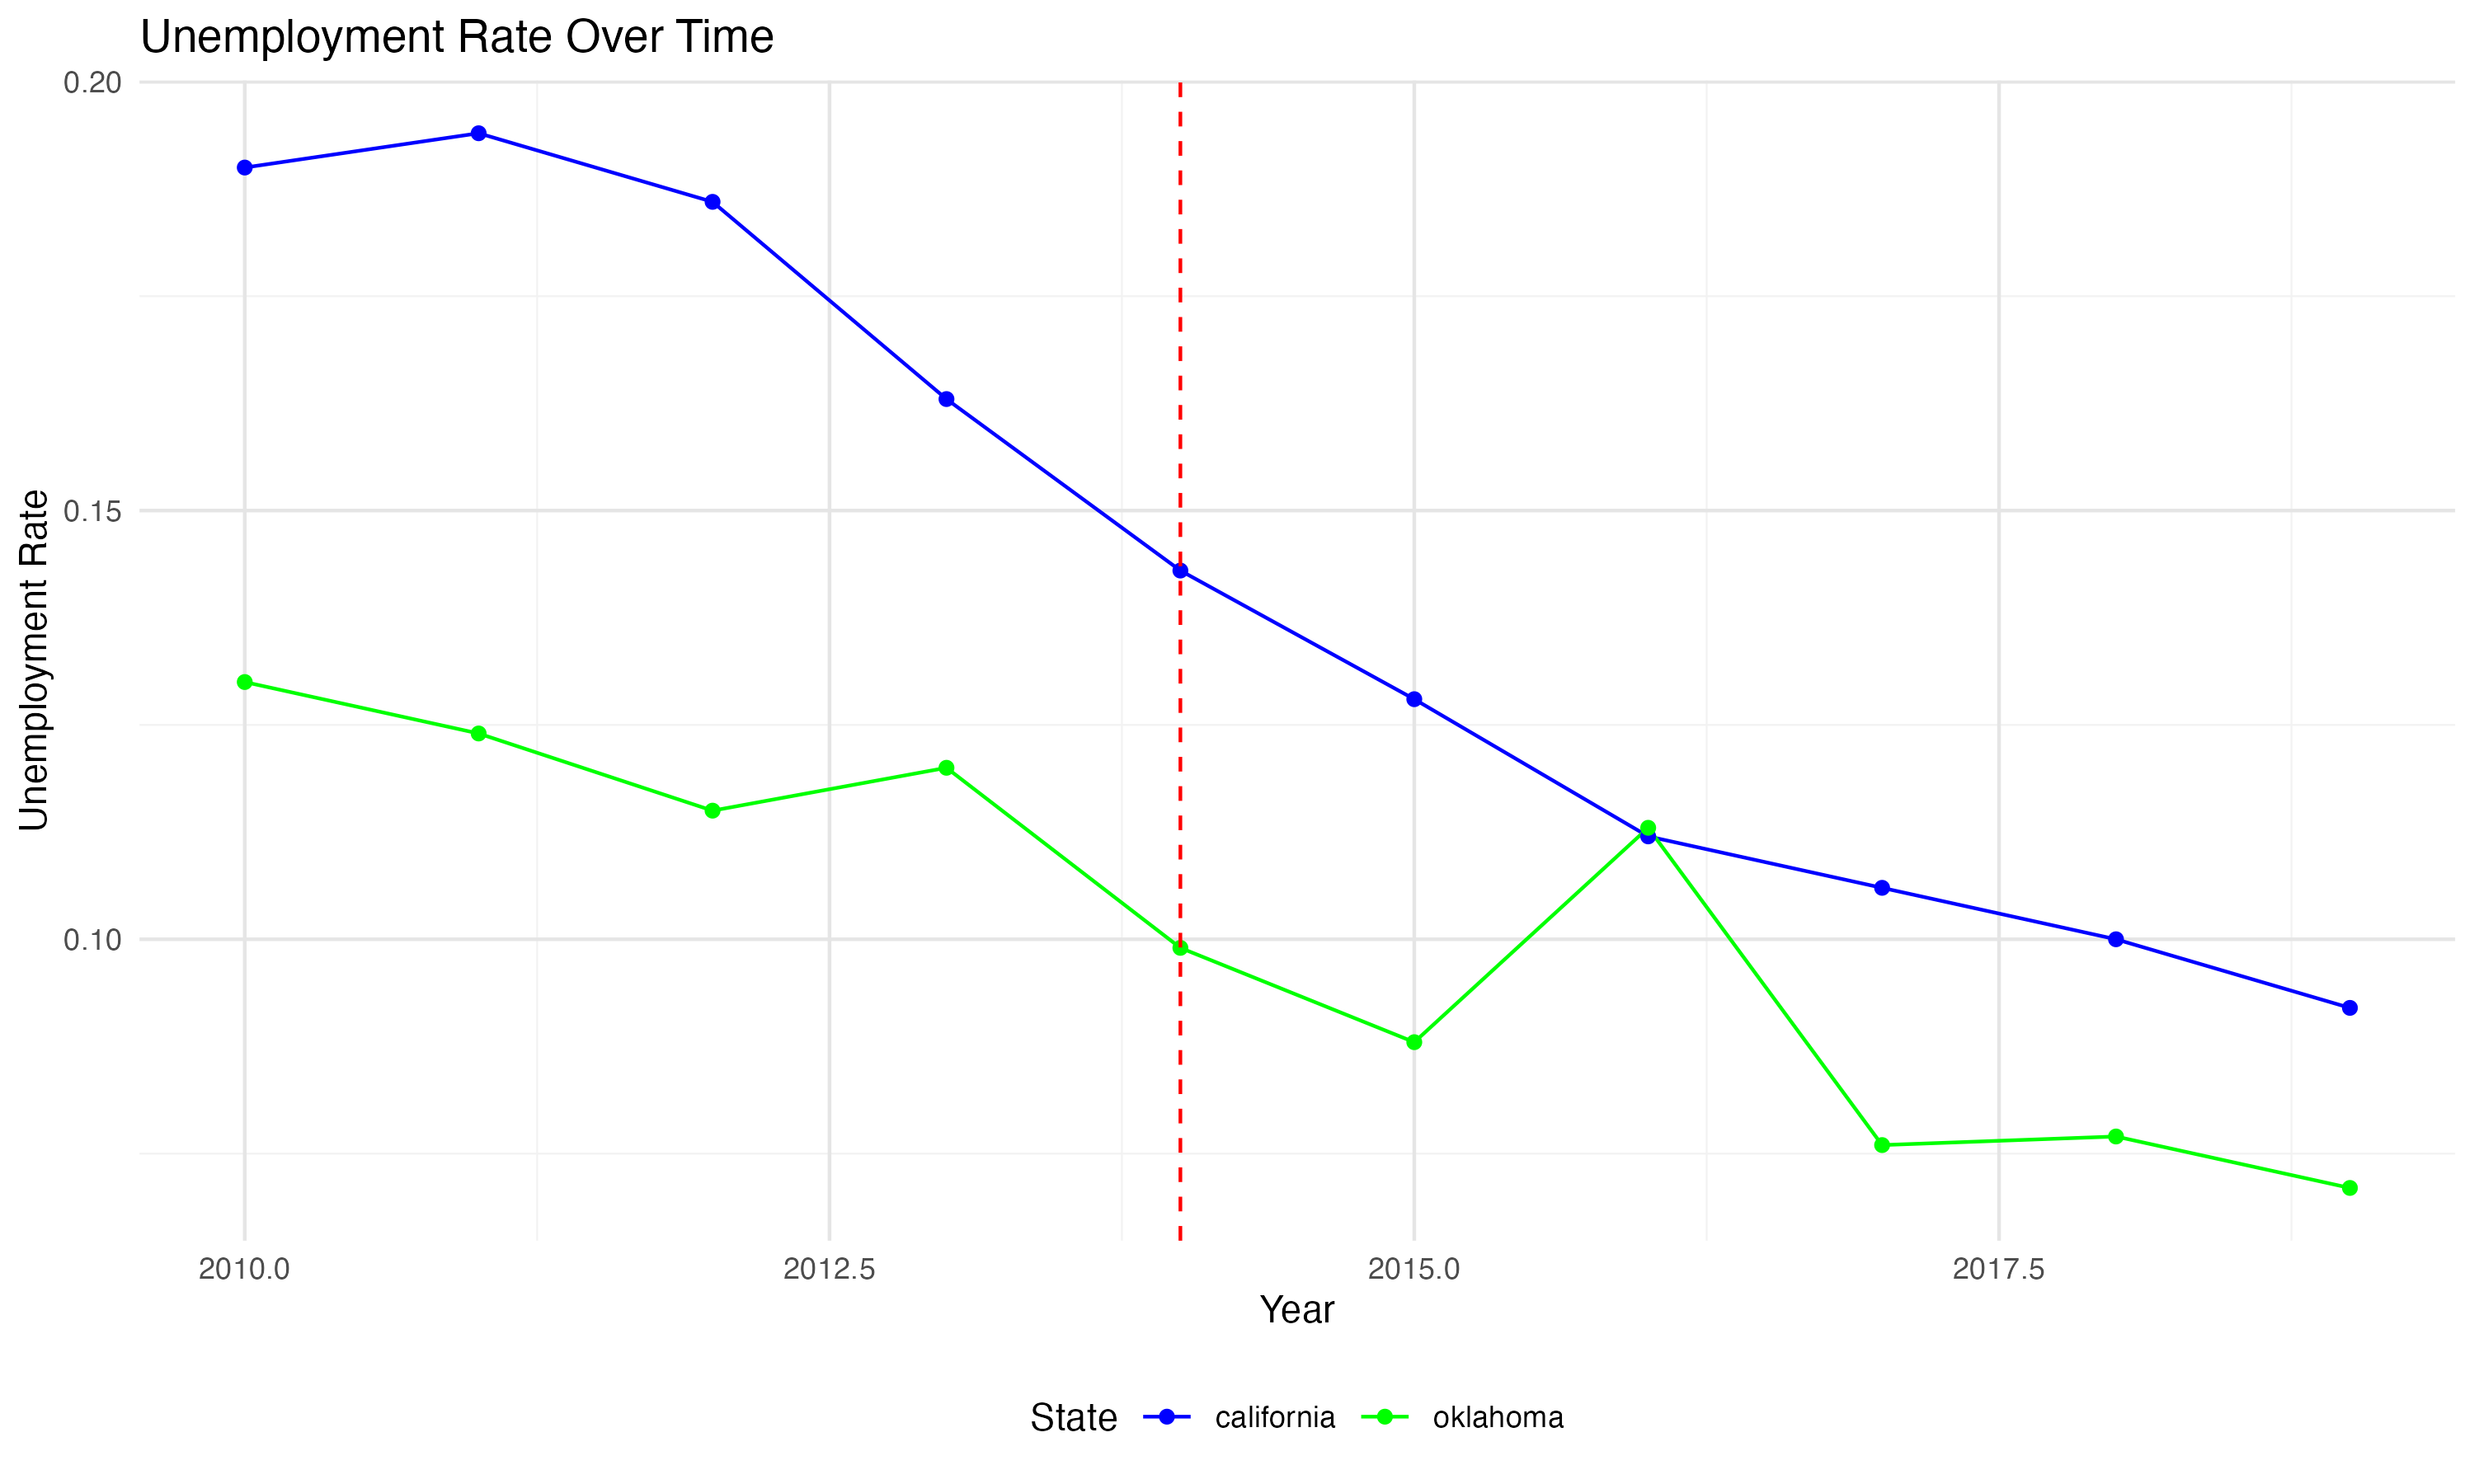 Unemployment Rate Over Time
Unemployment Rate
0.20
0.15
0.10
2010.0 2012.5 2015.0 2017.5
Year
State california oklahoma